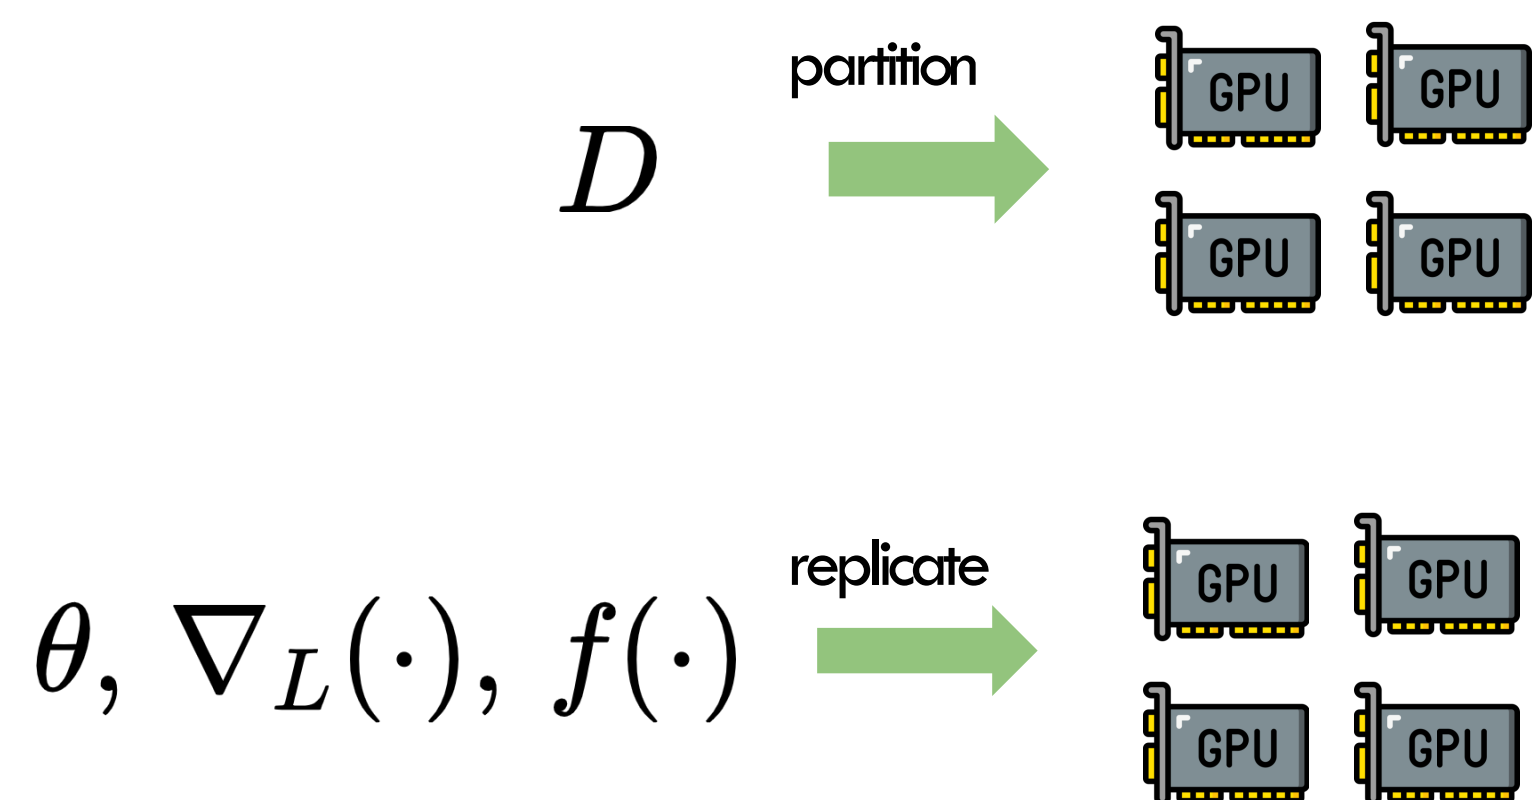 partition
GPU GPU
D
GPU GPU
replicate
GPU GPU
θ, ∇_L(·), f(·)
GPU GPU